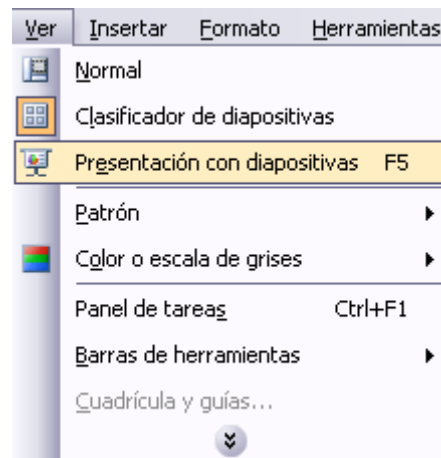 Ver Insertar Formato Herramientas
Normal
Clasificador de diapositivas
Presentación con diapositivas F5
Patrón
Color o escala de grises
Panel de tareas Ctrl+F1
Barras de herramientas
Cuadrícula y guías...